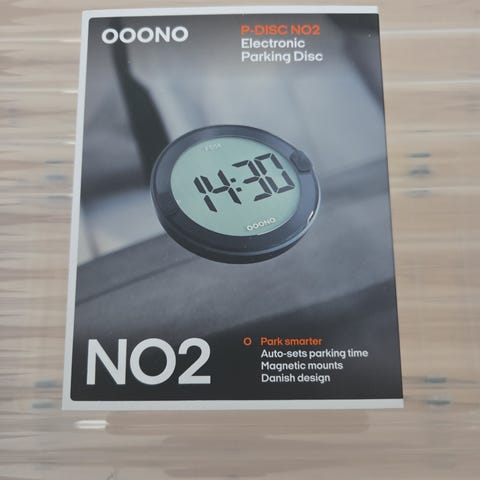 OOONO
P-DISC NO2
Electronic
Parking Disc
14:30
OOONO
NO2
Park smarter
Auto-sets parking time
Magnetic mounts
Danish design